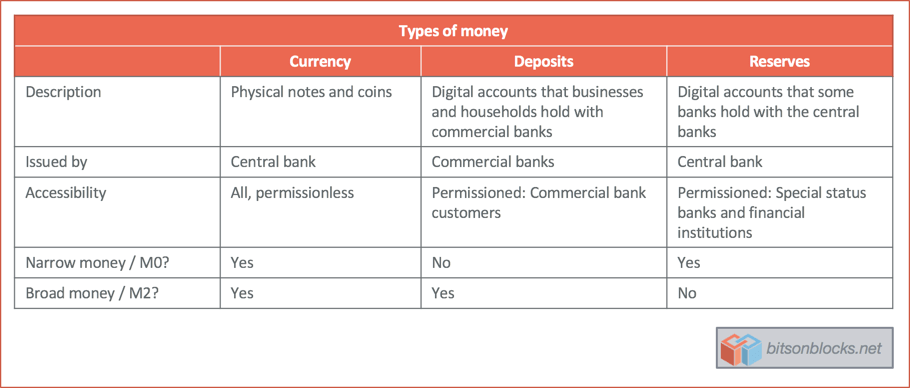 Types of money
Currency Deposits Reserves
Description Physical notes and coins Digital accounts that businesses Digital accounts that some
and households hold with banks hold with the central
commercial banks banks
Issued by Central bank Commercial banks Central bank
Accessibility All, permissionless Permissioned: Commercial bank Permissioned: Special status
customers banks and financial
institutions
Narrow money / M0? Yes No Yes
Broad money / M2? Yes Yes No
bitsonblocks.net